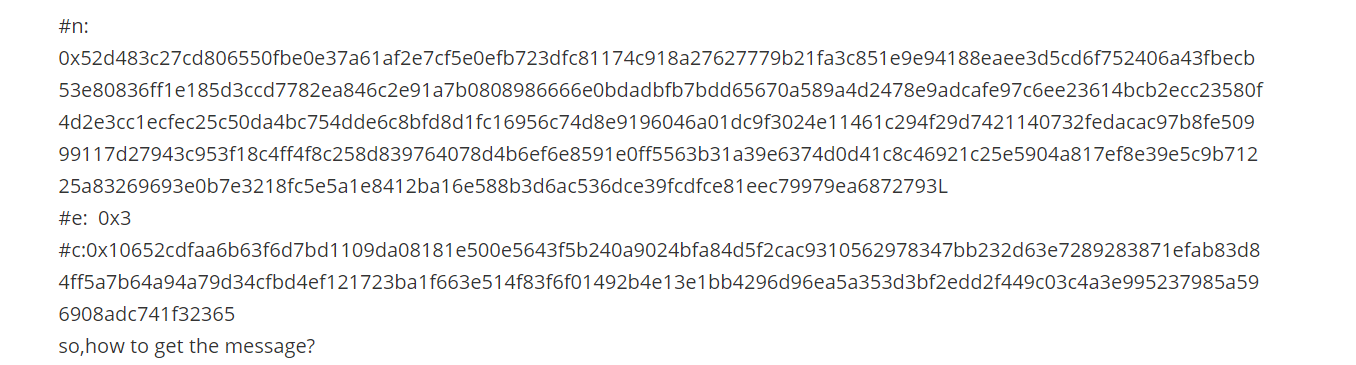 #n:
0x52d483c27cd806550fbe0e37a61af2e7cf5e0efb723dfc81174c918a27627779b21fa3c851e9e94188eaee3d5cd6f752406a43fbecb
53e80836ff1e185d3ccd7782ea846c2e91a7b0808986666e0bdadbfb7bdd65670a589a4d2478e9adcafe97c6ee23614bcb2ecc23580f
4d2e3cc1ecfec25c50da4bc754dde6c8bfd8d1fc16956c74d8e9196046a01dc9f3024e11461c294f29d7421140732fedacac97b8fe509
99117d27943c953f18c4ff4f8c258d839764078d4b6ef6e8591e0ff5563b31a39e6374d0d41c8c46921c25e5904a817ef8e39e5c9b712
25a83269693e0b7e3218fc5e5a1e8412ba16e588b3d6ac536dce39fcdfce81eec79979ea6872793L
#e:  0x3
#c:0x10652cdfaa6b63f6d7bd1109da08181e500e5643f5b240a9024bfa84d5f2cac9310562978347bb232d63e7289283871efab83d8
4ff5a7b64a94a79d34cfbd4ef121723ba1f663e514f83f6f01492b4e13e1bb4296d96ea5a353d3bf2edd2f449c03c4a3e995237985a59
6908adc741f32365
so,how to get the message?